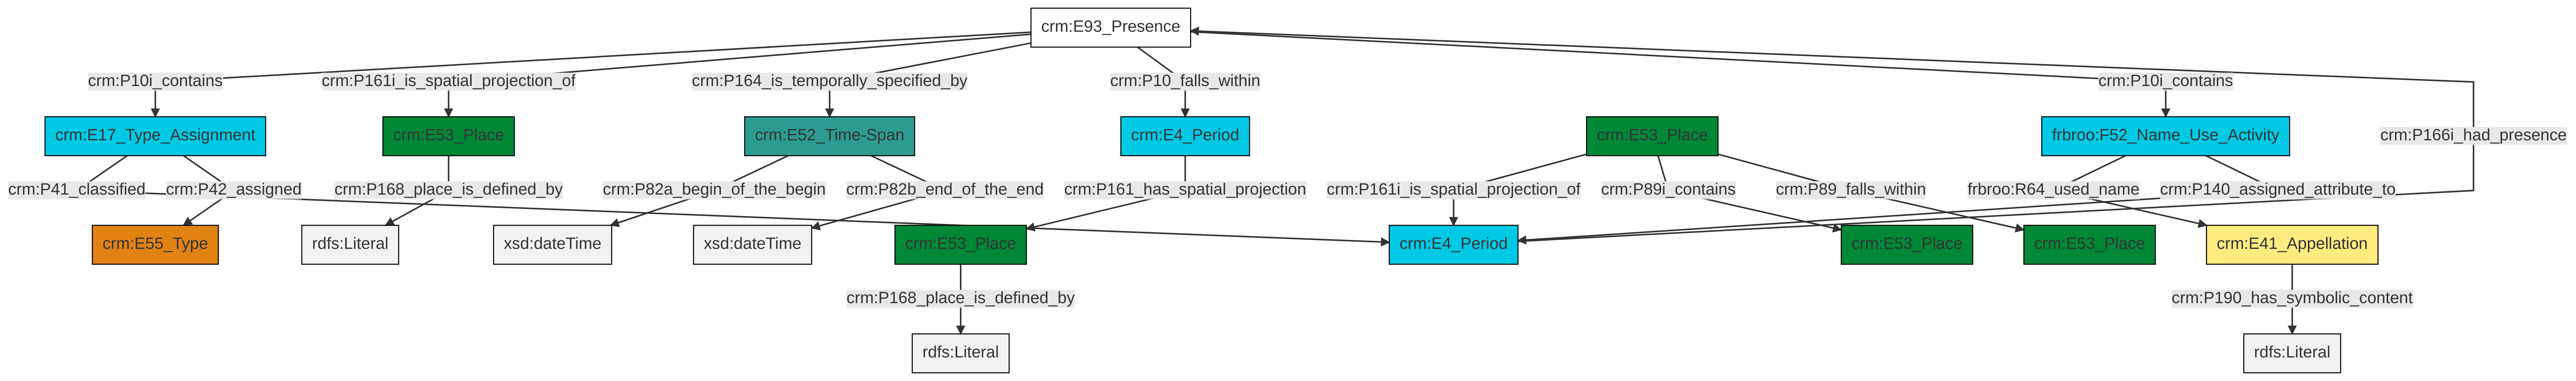 crm:E93_Presence
crm:P10i_contains
crm:P161i_is_spatial_projection_of
crm:P164_is_temporally_specified_by
crm:P10_falls_within
crm:P10i_contains
crm:E17_Type_Assignment
crm:E53_Place
crm:E52_Time-Span
crm:E4_Period
crm:E53_Place
frbroo:F52_Name_Use_Activity
crm:P166i_had_presence
crm:P41_classified
crm:P42_assigned
crm:P168_place_is_defined_by
crm:P82a_begin_of_the_begin
crm:P82b_end_of_the_end
crm:P161_has_spatial_projection
crm:P161i_is_spatial_projection_of
crm:P89i_contains
crm:P89_falls_within
frbroo:R64_used_name
crm:P140_assigned_attribute_to
crm:E55_Type
rdfs:Literal
xsd:dateTime
xsd:dateTime
crm:E53_Place
crm:E4_Period
crm:E53_Place
crm:E53_Place
crm:E41_Appellation
crm:P168_place_is_defined_by
crm:P190_has_symbolic_content
rdfs:Literal
rdfs:Literal